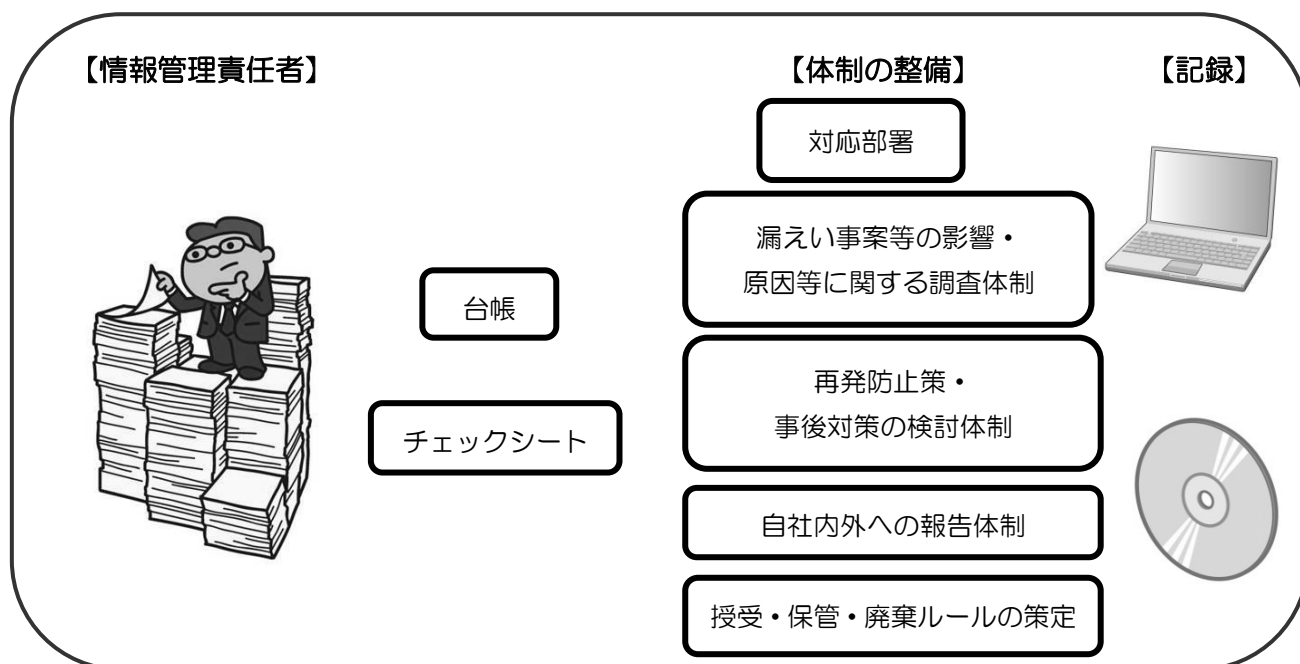 【情報管理責任者】
【体制の整備】
【記録】
対応部署
漏えい事案等の影響・
原因等に関する調査体制
台帳
再発防止策・
事後対策の検討体制
チェックシート
自社内外への報告体制
授受・保管・廃棄ルールの策定